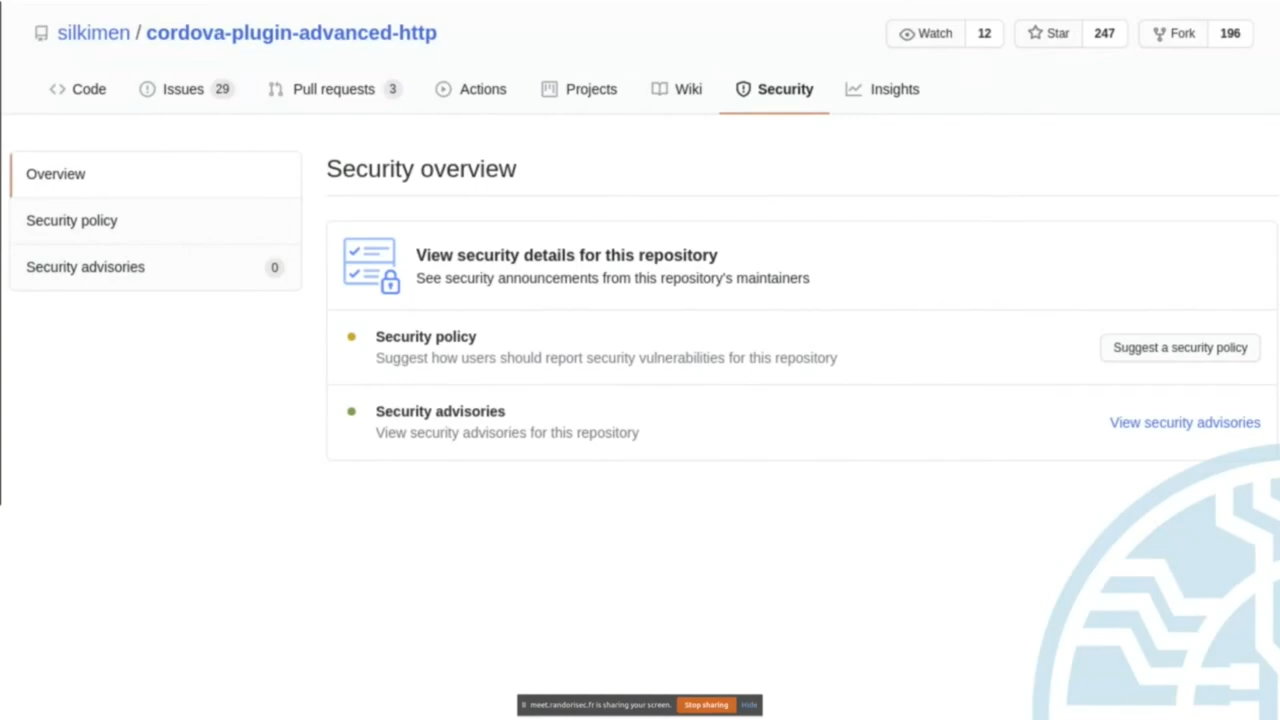 silkimen / cordova-plugin-advanced-http
Watch 12 Star 247 Fork 196
Code Issues 29 Pull requests 3 Actions Projects Wiki Security Insights
Overview
Security policy
Security advisories 0
Security overview
View security details for this repository
See security announcements from this repository's maintainers
Security policy
Suggest how users should report security vulnerabilities for this repository
Suggest a security policy
Security advisories
View security advisories for this repository
View security advisories
meet.randorisec.fr is sharing your screen. Stop sharing Hide